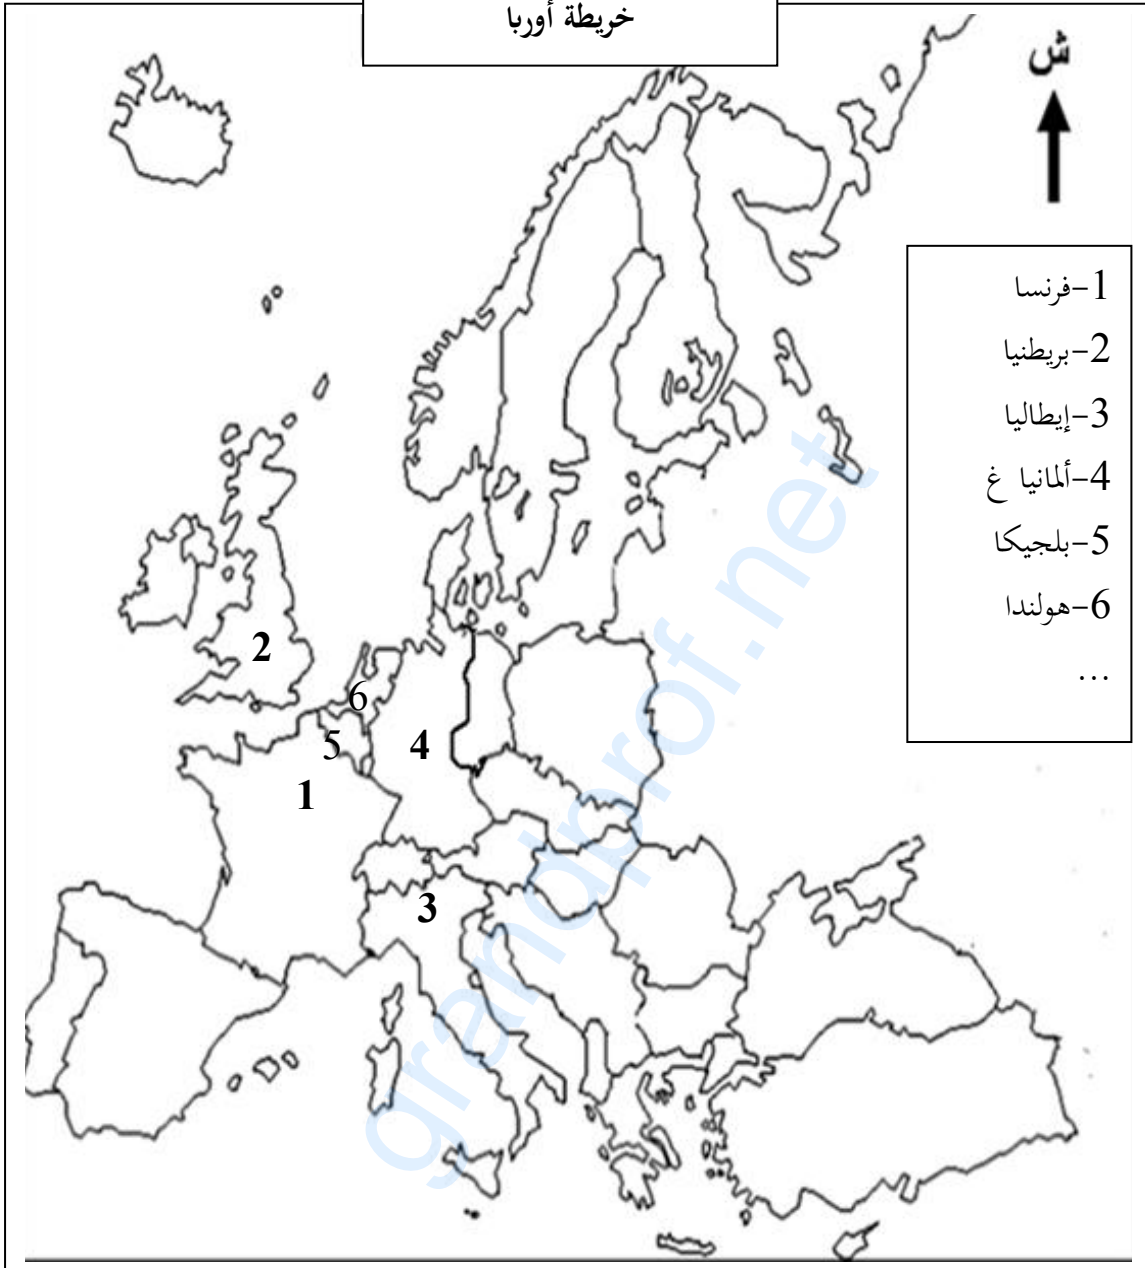 خريطة أوربا
ش
1-فرنسا
2-بريطنيا
3-إيطاليا
4-ألمانيا غ
5-بلجيكا
6-هولندا
...
2
6
5
4
1
3
grandprof.net